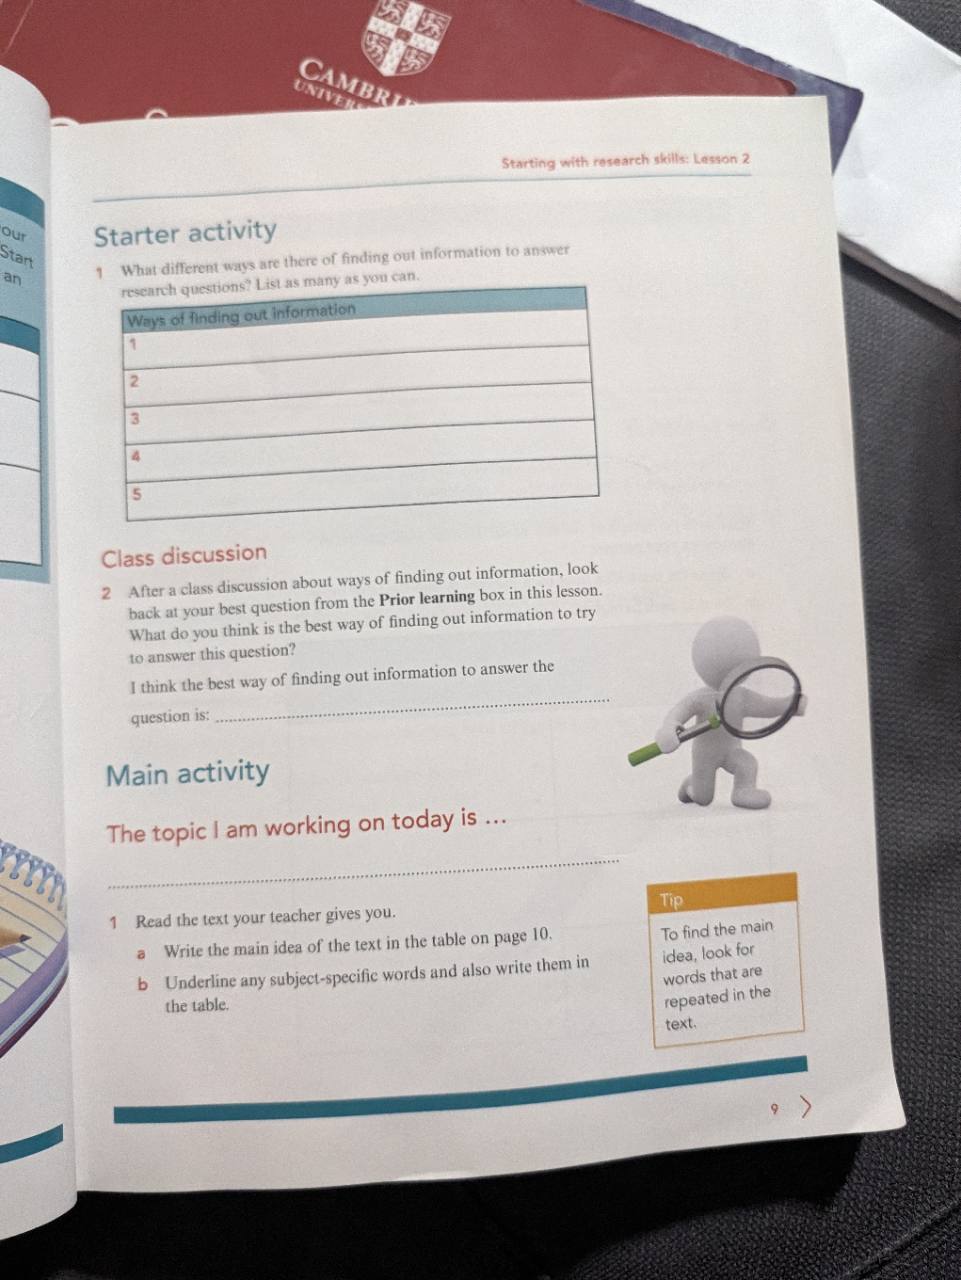 CAMBRI
UNIVERS
our
Start
an
Starting with research skills: Lesson 2
Starter activity
1 What different ways are there of finding out information to answer
research questions? List as many as you can.
Ways of finding out information
1
2
3
4
5
Class discussion
2 After a class discussion about ways of finding out information, look
back at your best question from the Prior learning box in this lesson.
What do you think is the best way of finding out information to try
to answer this question?
I think the best way of finding out information to answer the
question is:
Main activity
The topic I am working on today is ...
1 Read the text your teacher gives you.
a Write the main idea of the text in the table on page 10.
b Underline any subject-specific words and also write them in
the table.
Tip
To find the main
idea, look for
words that are
repeated in the
text.
9